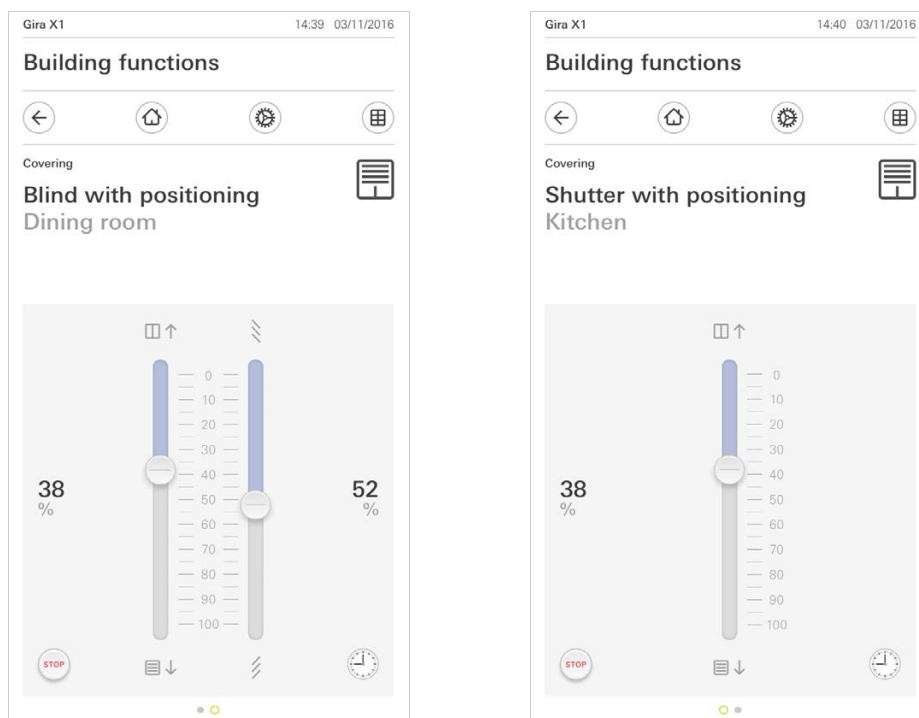 Gira X1 14:39 03/11/2016
Building functions
Covering
Blind with positioning
Dining room
0
10
20
30
40
50
60
70
80
90
100
38
%
52
%
STOP
Gira X1 14:40 03/11/2016
Building functions
Covering
Shutter with positioning
Kitchen
0
10
20
30
40
50
60
70
80
90
100
38
%
STOP